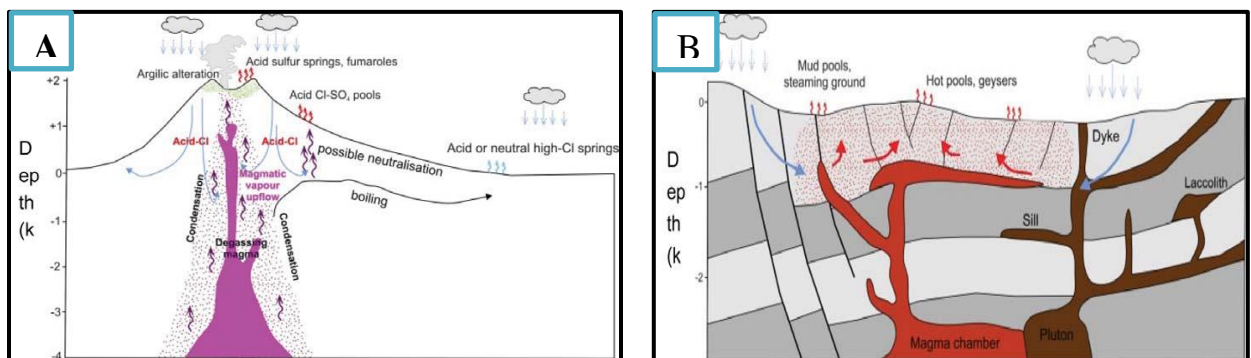 A
Acid sulfur springs, fumaroles
Argilic alteration
Acid Cl-SO₄ pools
Acid-Cl
Acid-Cl
possible neutralisation
Acid or neutral high-Cl springs
Magmatic
vapour
upflow
boiling
Condensation
Condensation
Degassing
magma
D
ep
th
(k
+2
+1
0
-1
-2
-3
-4
B
Mud pools,
steaming ground
Hot pools, geysers
Dyke
Laccolith
Sill
Pluton
Magma chamber
D
ep
th
(k
0
-1
-2